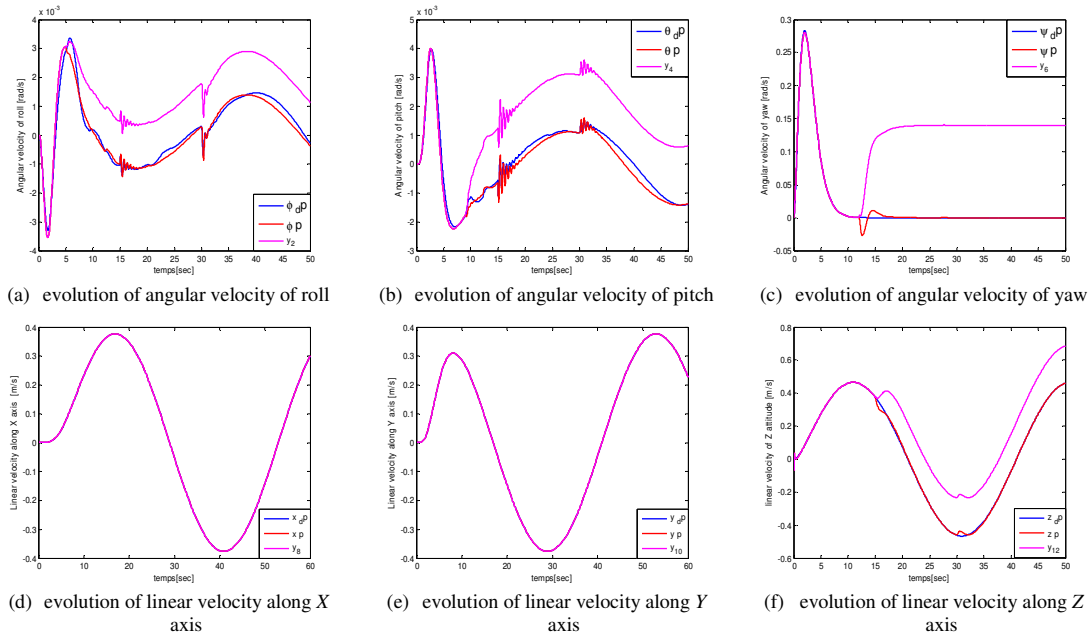 x 10⁻³
4
3
2
1
0
-1
-2
-3
-4
Angular velocity of roll [rad/s]
0 5 10 15 20 25 30 35 40 45 50
temps[sec]
ϕ dp
ϕ p
y2
(a) evolution of angular velocity of roll
x 10⁻³
5
4
3
2
1
0
-1
-2
-3
Angular velocity of pitch [rad/s]
0 5 10 15 20 25 30 35 40 45 50
temps[sec]
θ dp
θ p
y4
(b) evolution of angular velocity of pitch
0.3
0.25
0.2
0.15
0.1
0.05
0
-0.05
Angular velocity of yaw [rad/s]
0 5 10 15 20 25 30 35 40 45 50
temps[sec]
ψ dp
ψ p
y6
(c) evolution of angular velocity of yaw
0.4
0.3
0.2
0.1
0
-0.1
-0.2
-0.3
-0.4
Linear velocity along X axis [m/s]
0 10 20 30 40 50 60
temps[sec]
x dp
x p
y8
(d) evolution of linear velocity along X
axis
0.4
0.3
0.2
0.1
0
-0.1
-0.2
-0.3
-0.4
Linear velocity along Y axis [m/s]
0 10 20 30 40 50 60
temps[sec]
y dp
y p
y10
(e) evolution of linear velocity along Y
axis
0.8
0.6
0.4
0.2
0
-0.2
-0.4
-0.6
linear velocity of Z attitude [m/s]
0 5 10 15 20 25 30 35 40 45 50
temps[sec]
z dp
z p
y12
(f) evolution of linear velocity along Z
axis